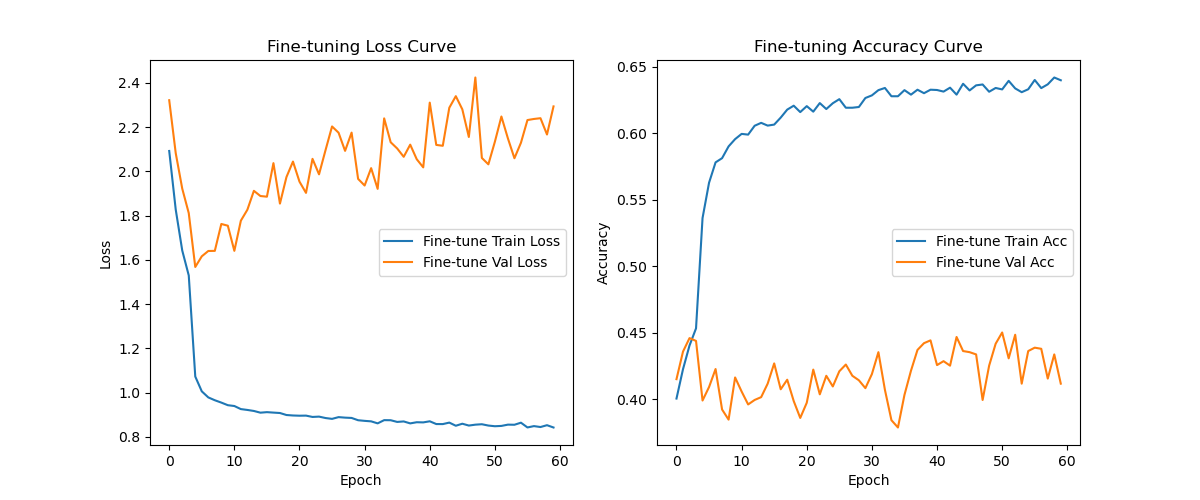 Fine-tuning Loss Curve
2.4
2.2
2.0
1.8
1.6
1.4
1.2
1.0
0.8
Loss
0
10
20
30
40
50
60
Epoch
Fine-tune Train Loss
Fine-tune Val Loss
Fine-tuning Accuracy Curve
0.65
0.60
0.55
0.50
0.45
0.40
Accuracy
0
10
20
30
40
50
60
Epoch
Fine-tune Train Acc
Fine-tune Val Acc